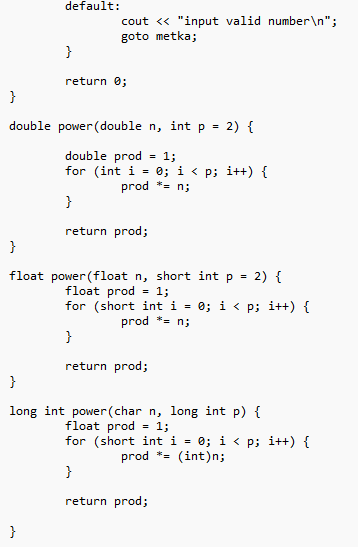 default:
cout << "input valid number\n";
goto metka;
}
return 0;
}
double power(double n, int p = 2) {
double prod = 1;
for (int i = 0; i < p; i++) {
prod *= n;
}
return prod;
}
float power(float n, short int p = 2) {
float prod = 1;
for (short int i = 0; i < p; i++) {
prod *= n;
}
return prod;
}
long int power(char n, long int p) {
float prod = 1;
for (short int i = 0; i < p; i++) {
prod *= (int)n;
}
return prod;
}